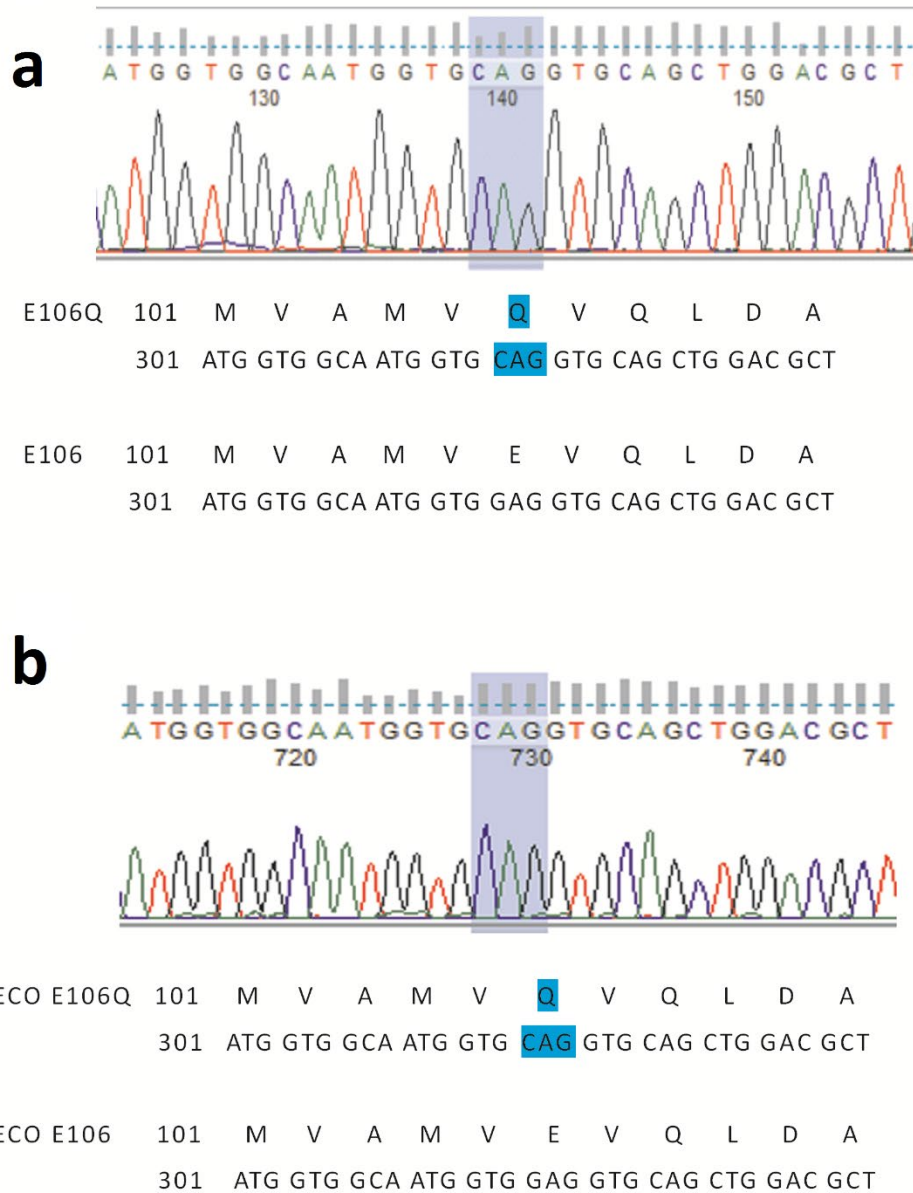 a
A T G G T G G C A A T G G T G C A G G T G C A G C T G G A C G C T
130 140 150
E106Q 101 M V A M V Q V Q L D A
301 ATG GTG GCA ATG GTG CAG GTG CAG CTG GAC GCT
E106 101 M V A M V E V Q L D A
301 ATG GTG GCA ATG GTG GAG GTG CAG CTG GAC GCT
b
A T G G T G G C A A T G G T G C A G G T G C A G C T G G A C G C T
720 730 740
ECO E106Q 101 M V A M V Q V Q L D A
301 ATG GTG GCA ATG GTG CAG GTG CAG CTG GAC GCT
ECO E106 101 M V A M V E V Q L D A
301 ATG GTG GCA ATG GTG GAG GTG CAG CTG GAC GCT